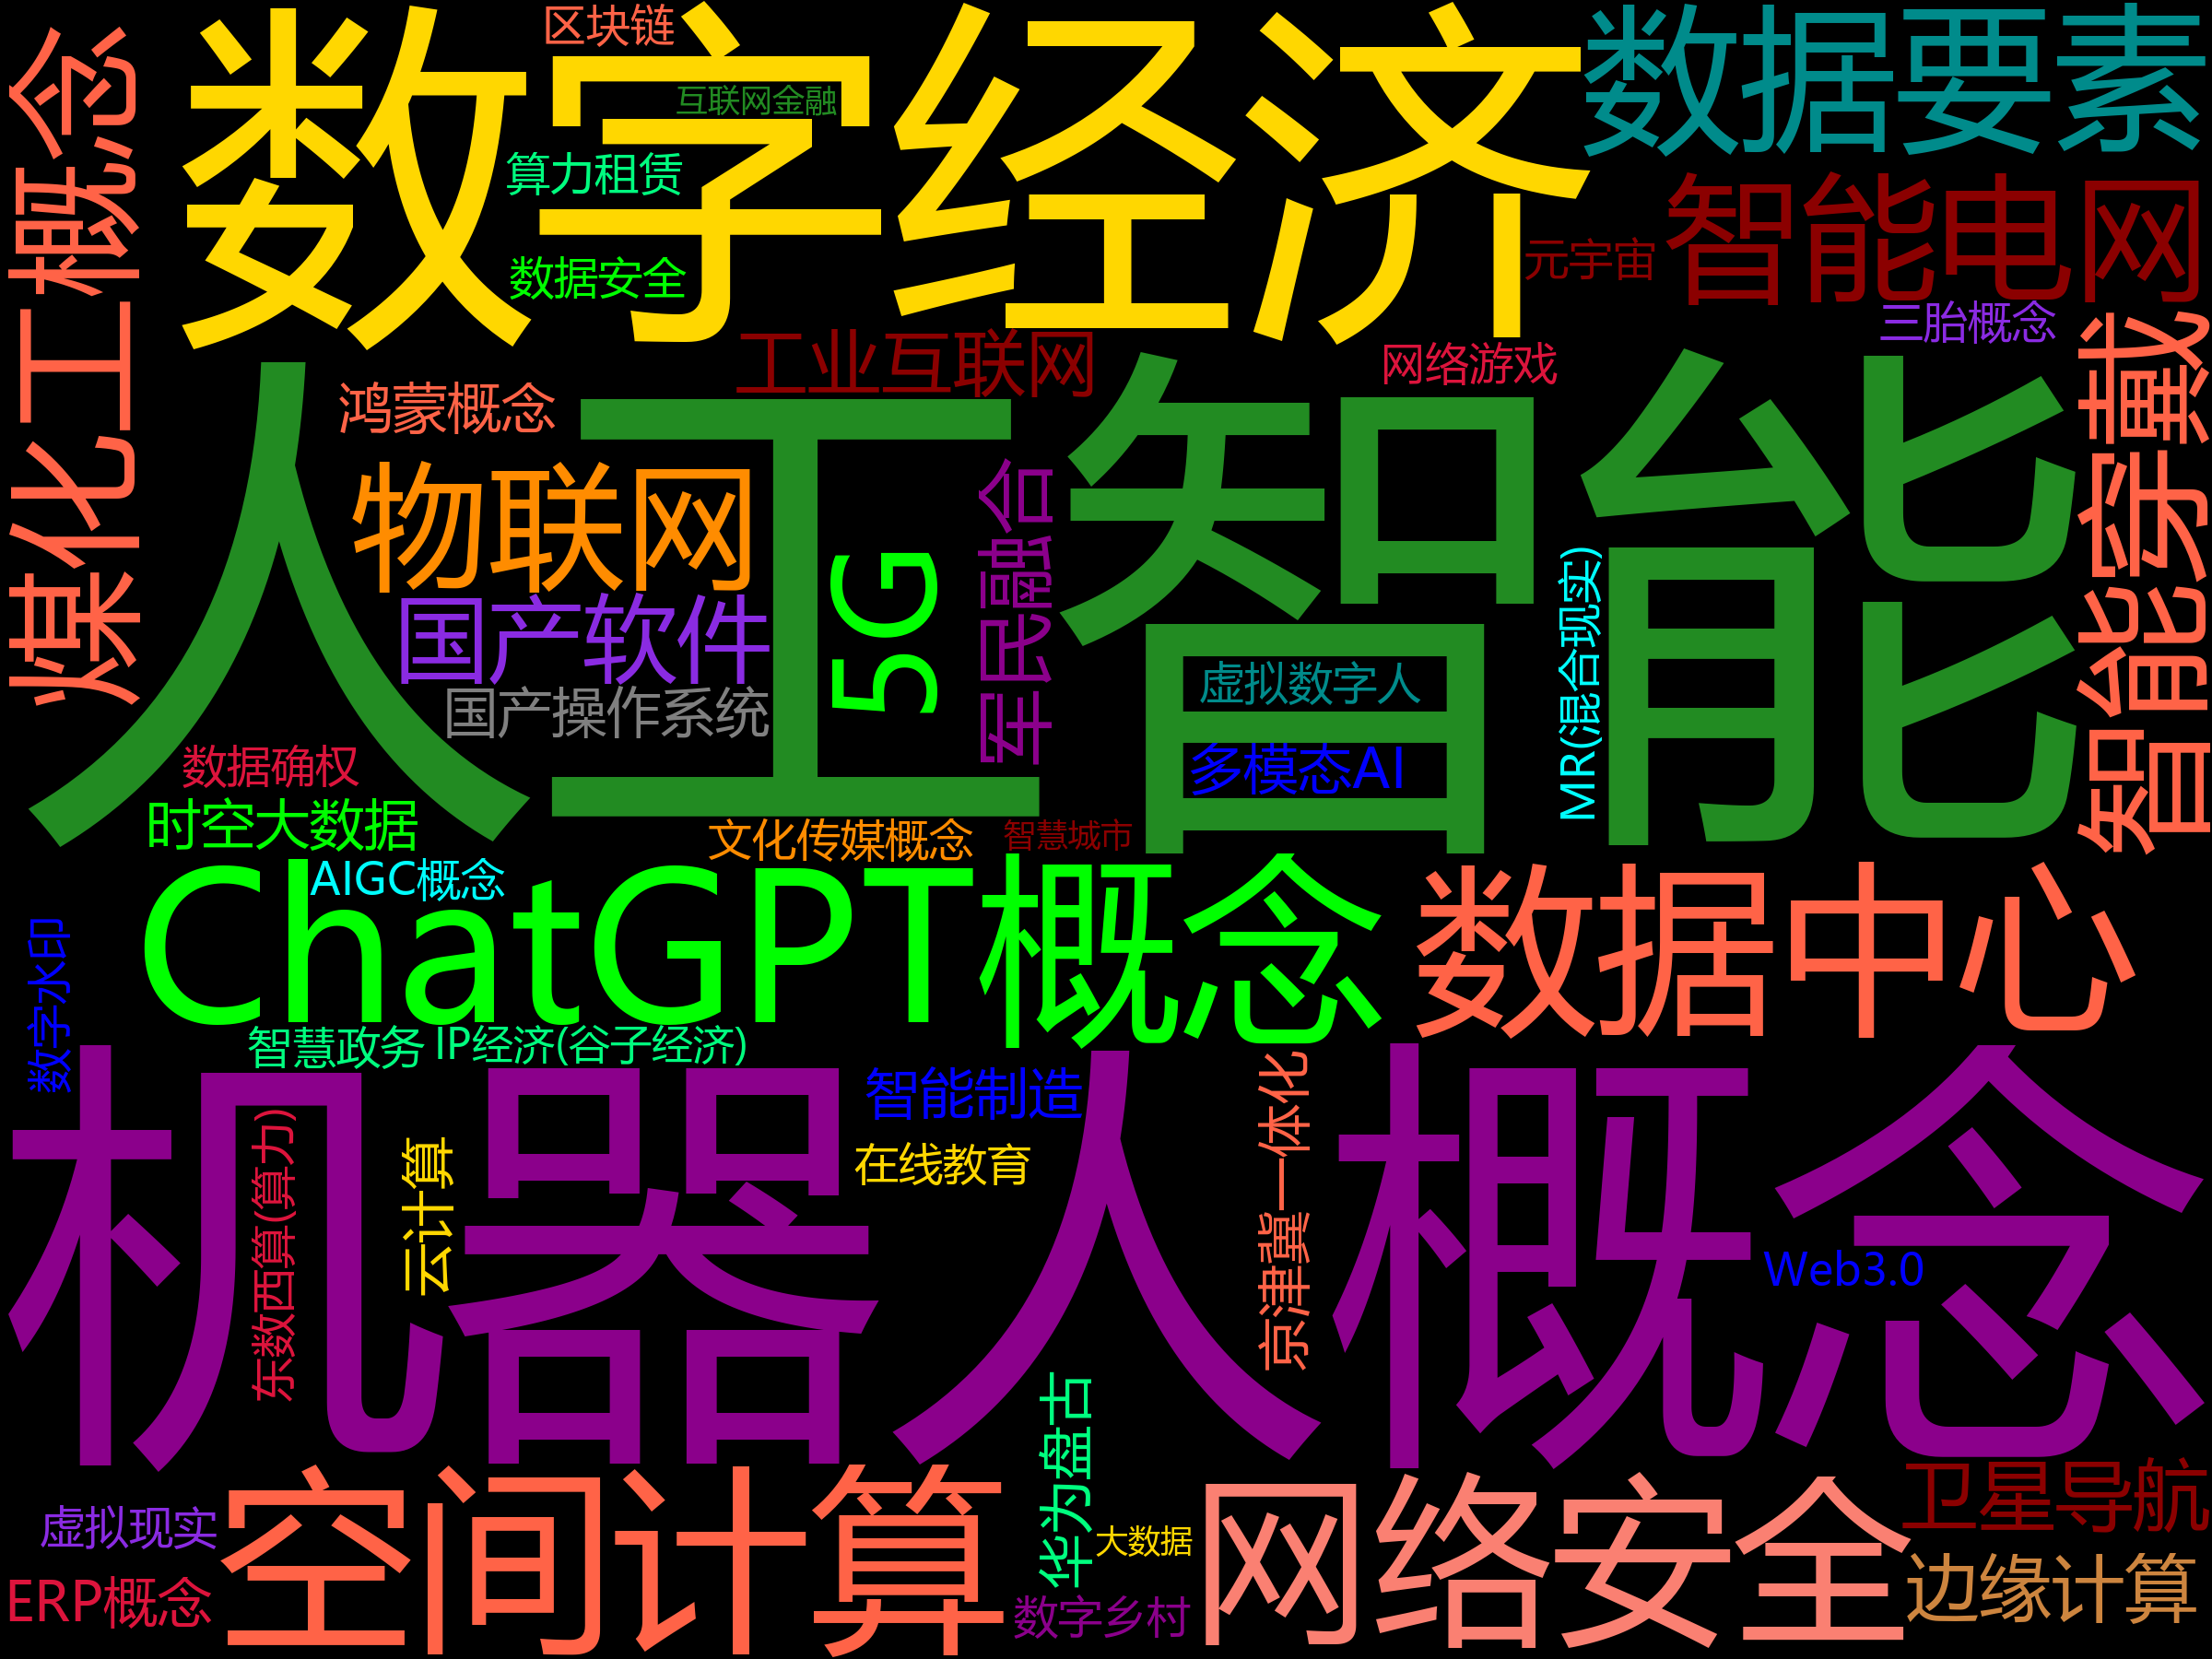 区块链
数字经济
数据要素
煤化工概念
互联网金融
算力租赁
智能电网
元宇宙
数据安全
三胎概念
智能穿戴
工业互联网
网络游戏
鸿蒙概念
人工智能
物联网
军民融合
5G
MR(混合现实)
国产软件
虚拟数字人
国产操作系统
多模态AI
数据确权
时空大数据
文化传媒概念
智慧城市
AIGC概念
ChatGPT概念
数据中心
数字水印
智慧政务
IP经济(谷子经济)
机器人概念
智能制造
东数西算(算力)
云计算
在线教育
京津冀一体化
Web3.0
华为盘古
空间计算
网络安全
卫星导航
虚拟现实
大数据
边缘计算
ERP概念
数字乡村